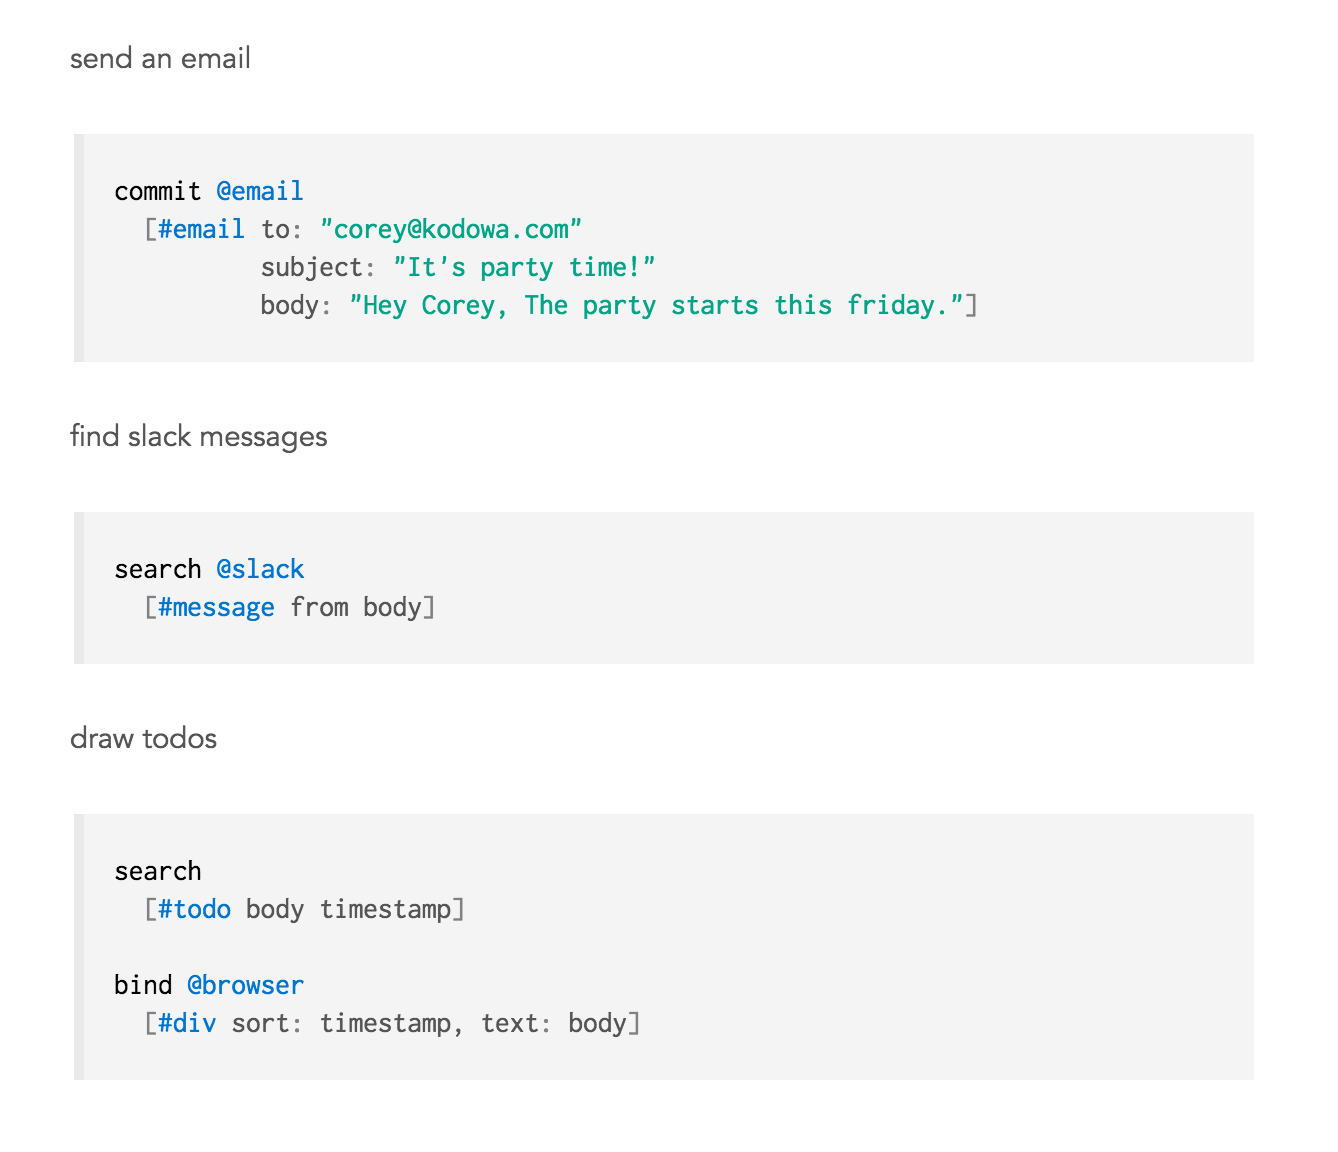 send an email
commit @email
[#email to: "corey@kodowa.com"
subject: "It's party time!"
body: "Hey Corey, The party starts this friday."]
find slack messages
search @slack
[#message from body]
draw todos
search
[#todo body timestamp]
bind @browser
[#div sort: timestamp, text: body]